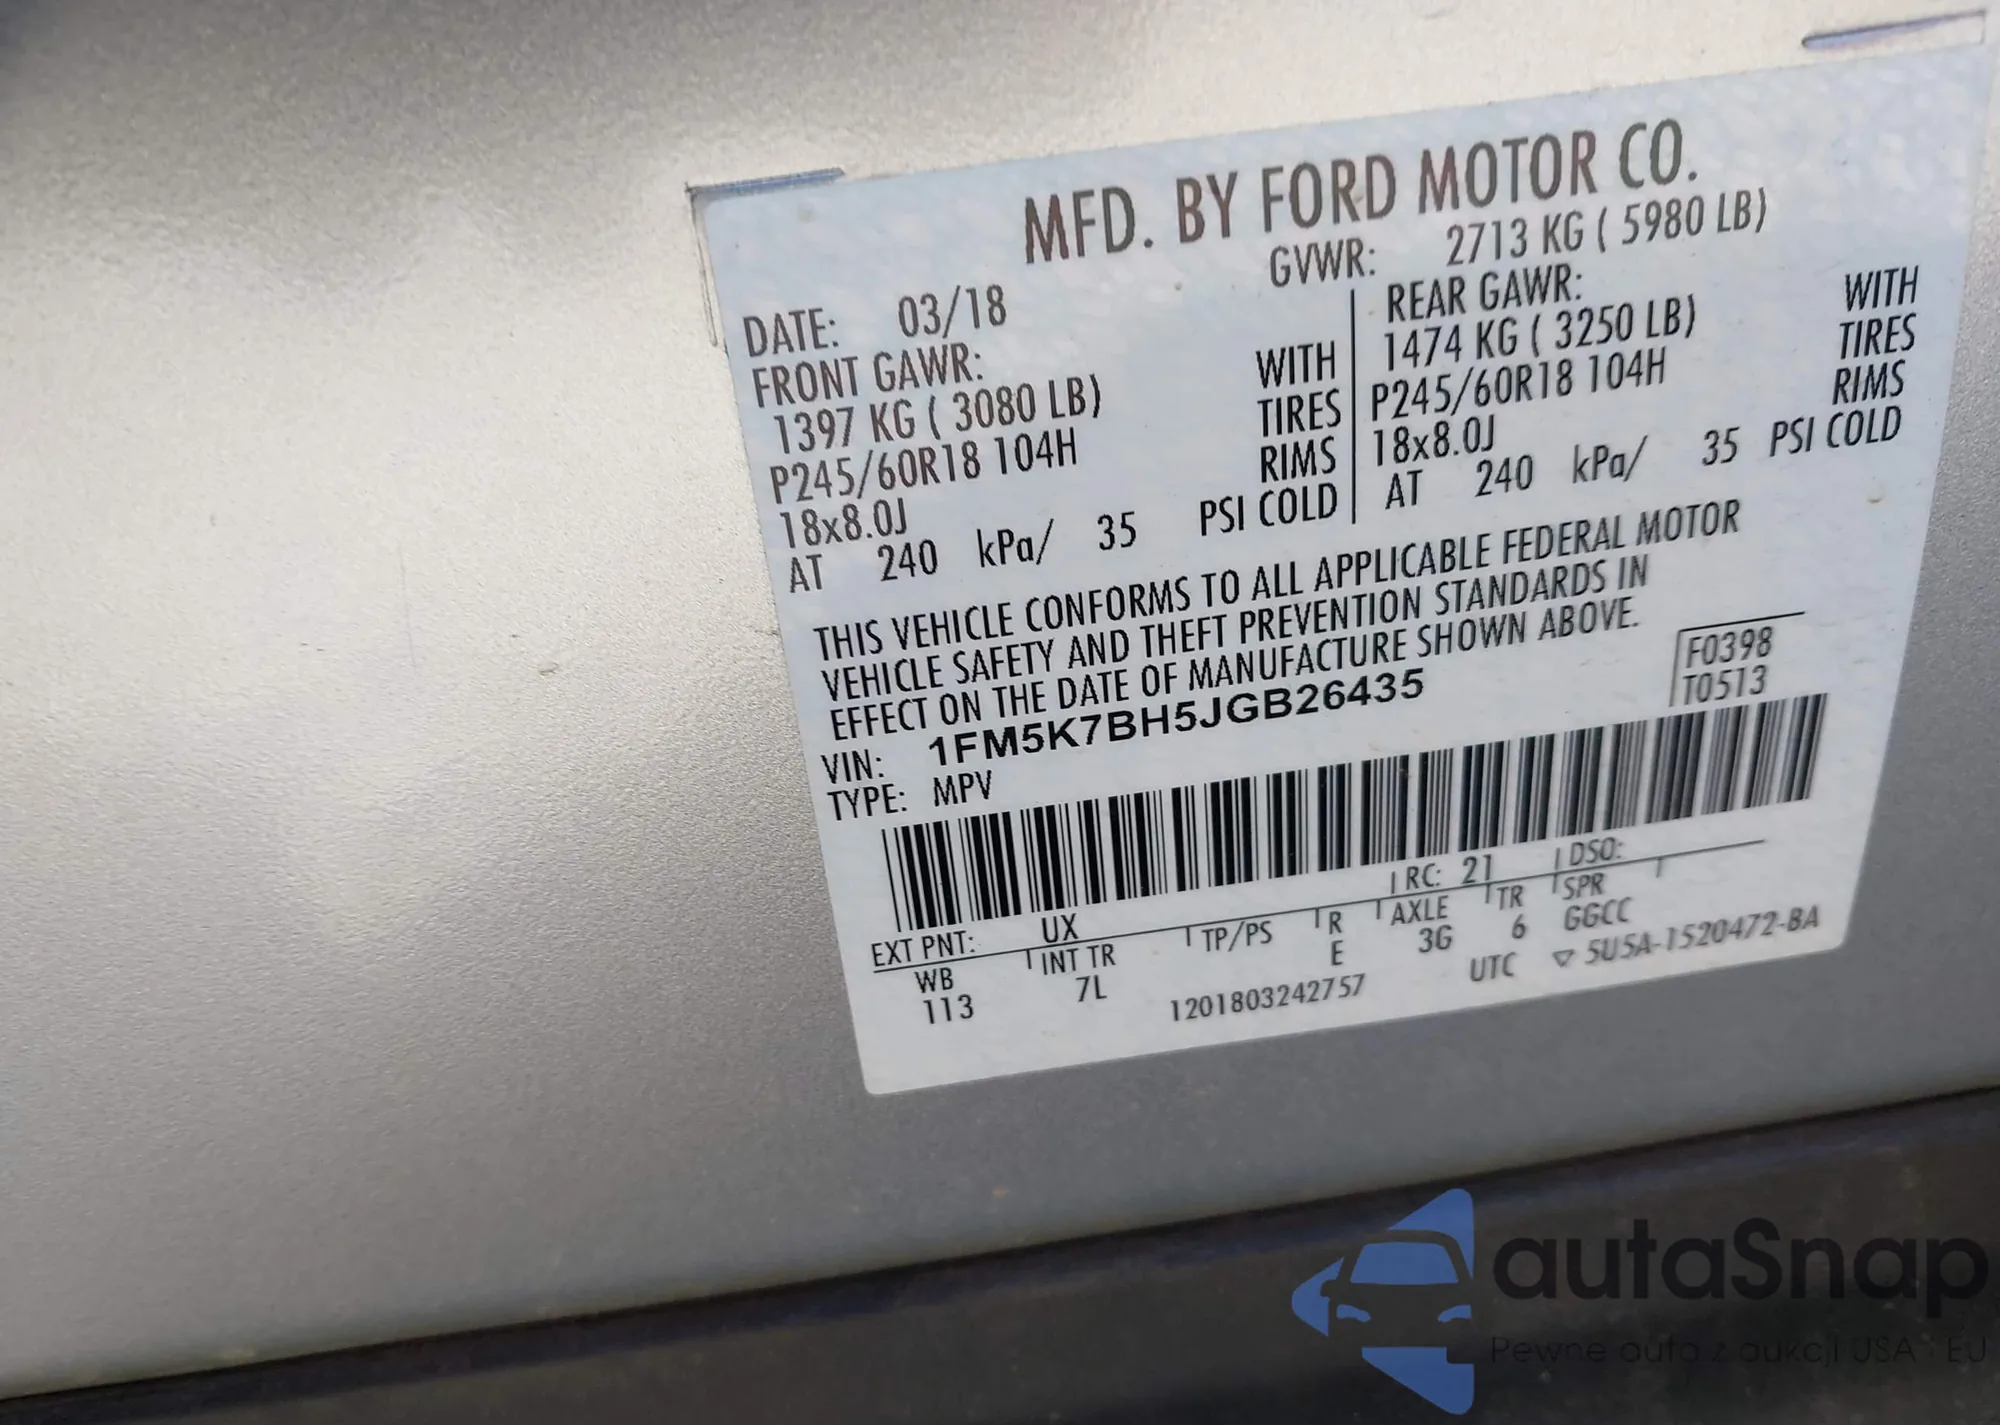 MFD. BY FORD MOTOR CO.
DATE: 03/18 GVWR: 2713 KG ( 5980 LB)
FRONT GAWR: REAR GAWR:
1397 KG ( 3080 LB) WITH 1474 KG ( 3250 LB) WITH
P245/60R18 104H TIRES P245/60R18 104H TIRES
18x8.0J RIMS 18x8.0J RIMS
AT 240 kPa/ 35 PSI COLD AT 240 kPa/ 35 PSI COLD
THIS VEHICLE CONFORMS TO ALL APPLICABLE FEDERAL MOTOR
VEHICLE SAFETY AND THEFT PREVENTION STANDARDS IN
EFFECT ON THE DATE OF MANUFACTURE SHOWN ABOVE.
F0398
VIN: 1FM5K7BH5JGB26435 T0513
TYPE: MPV
EXT PNT: UX RC: 21 DSO:
WB INT TR TP/PS R AXLE TR SPR
113 7L E 3G 6 GGCC
1201803242757 UTC ▽ 5U5A-1520472-BA
autaSnap
Pewne auta z aukcji USA i EU